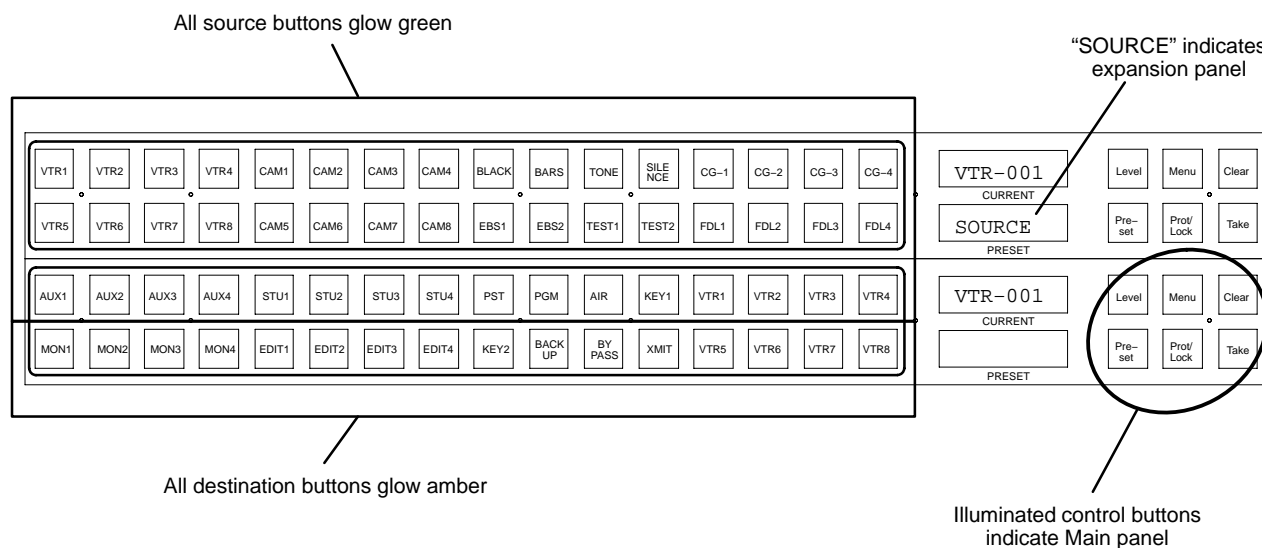 All source buttons glow green
“SOURCE” indicates
expansion panel
VTR1 VTR2 VTR3 VTR4 CAM1 CAM2 CAM3 CAM4 BLACK BARS TONE SILE NCE CG–1 CG–2 CG–3 CG–4
VTR–001
CURRENT
Level Menu Clear
VTR5 VTR6 VTR7 VTR8 CAM5 CAM6 CAM7 CAM8 EBS1 EBS2 TEST1 TEST2 FDL1 FDL2 FDL3 FDL4
SOURCE
PRESET
Pre– set Prot/ Lock Take
AUX1 AUX2 AUX3 AUX4 STU1 STU2 STU3 STU4 PST PGM AIR KEY1 VTR1 VTR2 VTR3 VTR4
VTR–001
CURRENT
Level Menu Clear
MON1 MON2 MON3 MON4 EDIT1 EDIT2 EDIT3 EDIT4 KEY2 BACK UP BY PASS XMIT VTR5 VTR6 VTR7 VTR8
PRESET
Pre– set Prot/ Lock Take
All destination buttons glow amber
Illuminated control buttons
indicate Main panel